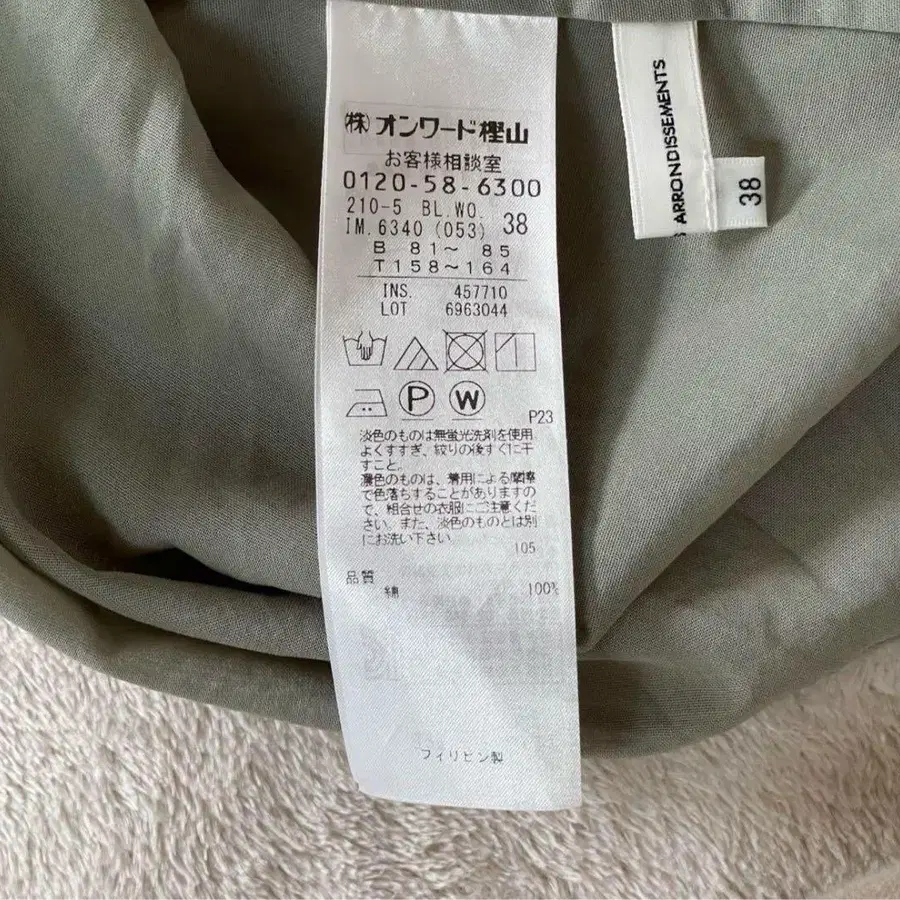 (株)オンワード樫山
お客様相談室
0120-58-6300
210-5 BL.WO.
IM.6340 (053) 38
B 81～ 85
T158～164
INS. 457710
LOT 6963044
P W
P23
淡色のものは無蛍光洗剤を使用
よくすすぎ、絞りの後すぐに干
すこと。
濃色のものは、着用による摩擦
で色落ちすることがありますの
で、組合せの衣服にご注意くだ
さい。また、淡色のものとは別
にお洗い下さい。
105
品質
綿 100%
フィリピン製
S ARRONDISSEMENTS
38